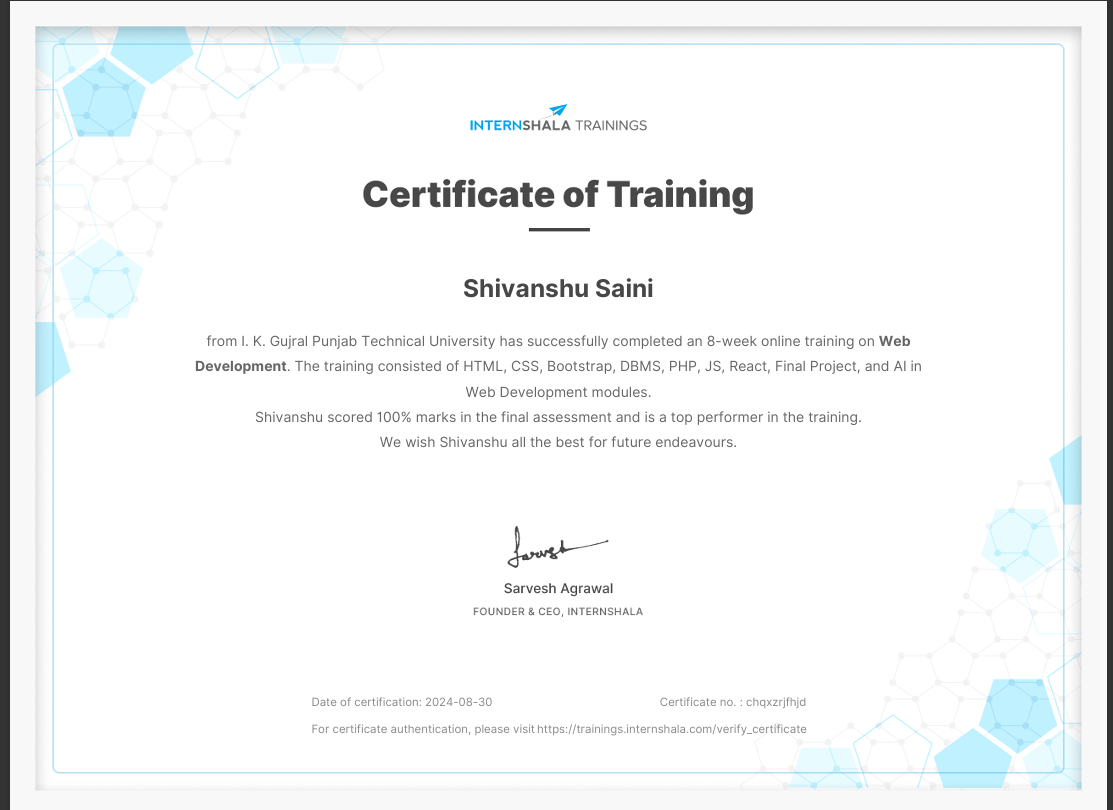 INTERNSHALA TRAININGS
Certificate of Training
Shivanshu Saini
from I. K. Gujral Punjab Technical University has successfully completed an 8-week online training on Web
Development. The training consisted of HTML, CSS, Bootstrap, DBMS, PHP, JS, React, Final Project, and AI in
Web Development modules.
Shivanshu scored 100% marks in the final assessment and is a top performer in the training.
We wish Shivanshu all the best for future endeavours.
Sarvesh
Sarvesh Agrawal
FOUNDER & CEO, INTERNSHALA
Date of certification: 2024-08-30 Certificate no. : chqxzrjfhjd
For certificate authentication, please visit https://trainings.internshala.com/verify_certificate